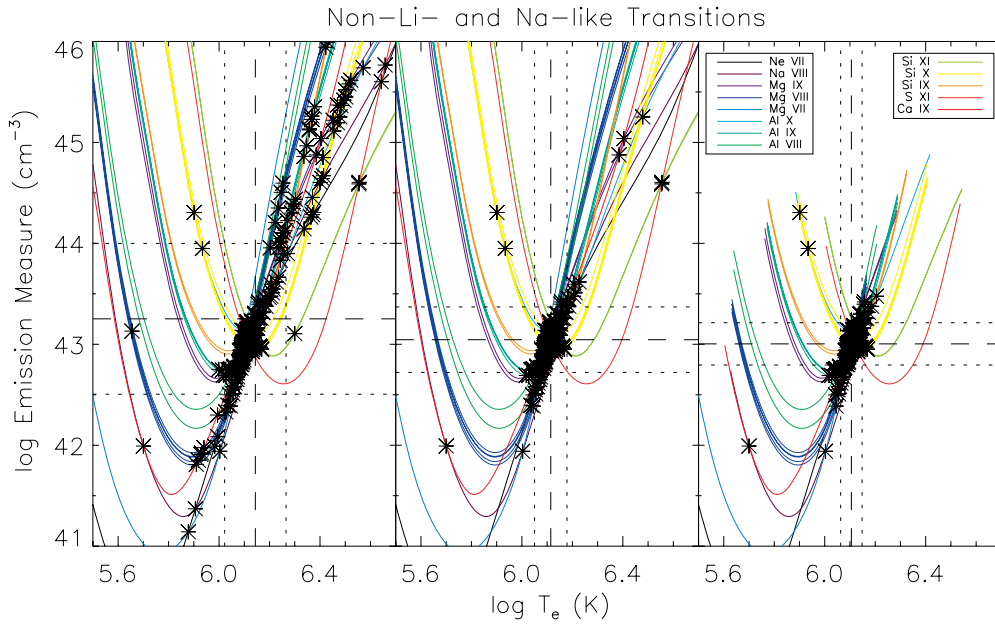 Non-Li- and Na-like Transitions
log Emission Measure (cm⁻³)
46
45
44
43
42
41
5.6 6.0 6.4
5.6 6.0 6.4
5.6 6.0 6.4
log Tₑ (K)
Ne VII
Na VIII
Mg IX
Mg VIII
Mg VII
Al X
Al IX
Al VIII
Si XI
Si X
Si IX
S XI
Ca IX